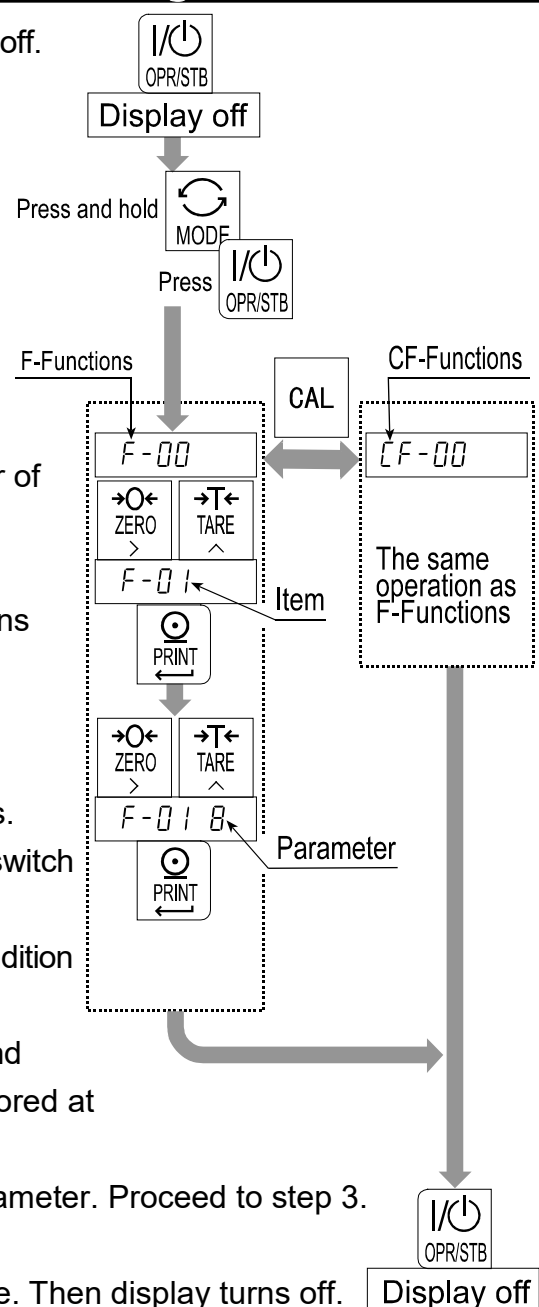 off.
I/
OPR/STB
Display off
Press and hold
MODE
Press
I/
OPR/STB
F-Functions
CF-Functions
CAL
F-00
CF-00
r of
→O←
ZERO
>
→T←
TARE
^
The same
operation as
F-Functions
F-01
Item
ns
PRINT
→O←
ZERO
>
→T←
TARE
^
s.
F-01 8
Parameter
switch
PRINT
dition
nd
ored at
ameter. Proceed to step 3.
I/
OPR/STB
e. Then display turns off.
Display off